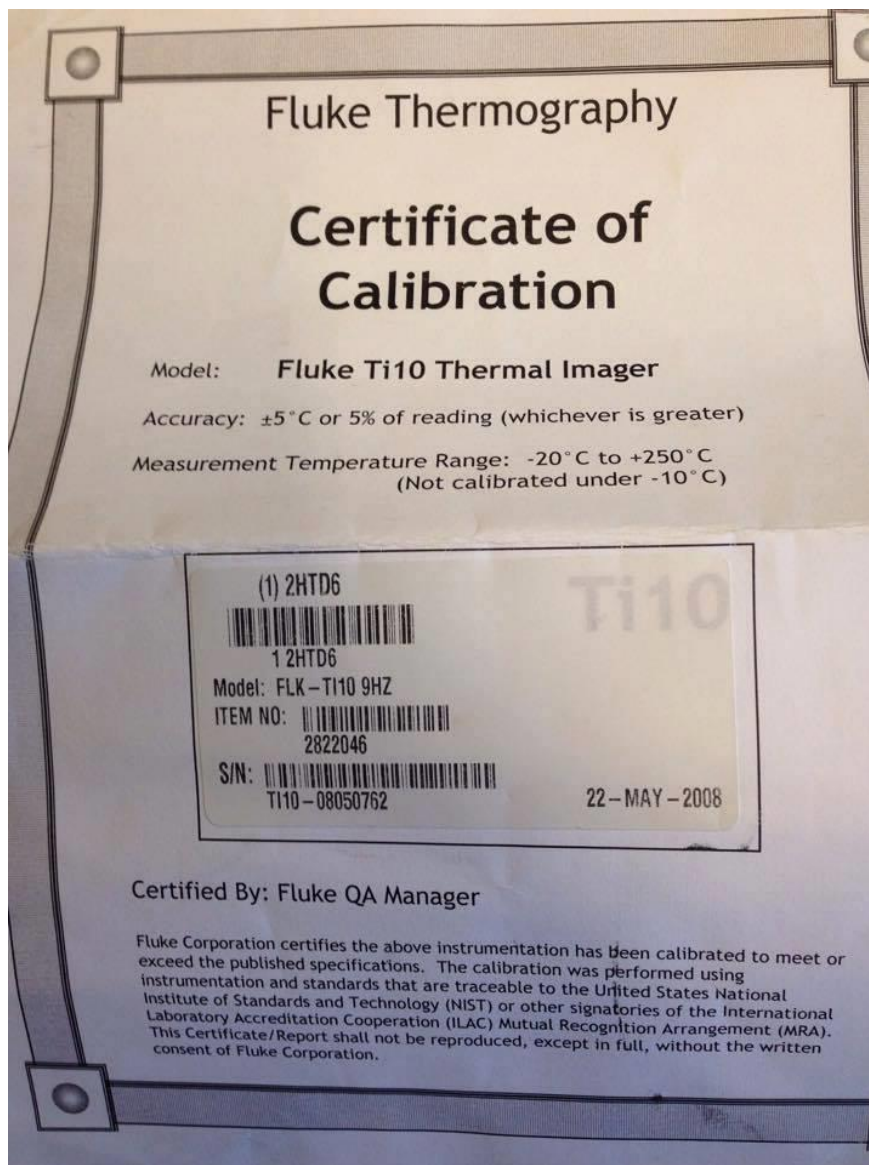 Fluke Thermography
Certificate of
Calibration
Model: Fluke Ti10 Thermal Imager
Accuracy: ±5°C or 5% of reading (whichever is greater)
Measurement Temperature Range: -20°C to +250°C
(Not calibrated under -10°C)
(1) 2HTD6
Ti10
1 2HTD6
Model: FLK-TI10 9HZ
ITEM NO:
2822046
S/N:
TI10-08050762
22-MAY-2008
Certified By: Fluke QA Manager
Fluke Corporation certifies the above instrumentation has been calibrated to meet or
exceed the published specifications. The calibration was performed using
instrumentation and standards that are traceable to the United States National
Institute of Standards and Technology (NIST) or other signatories of the International
Laboratory Accreditation Cooperation (ILAC) Mutual Recognition Arrangement (MRA).
This Certificate/Report shall not be reproduced, except in full, without the written
consent of Fluke Corporation.